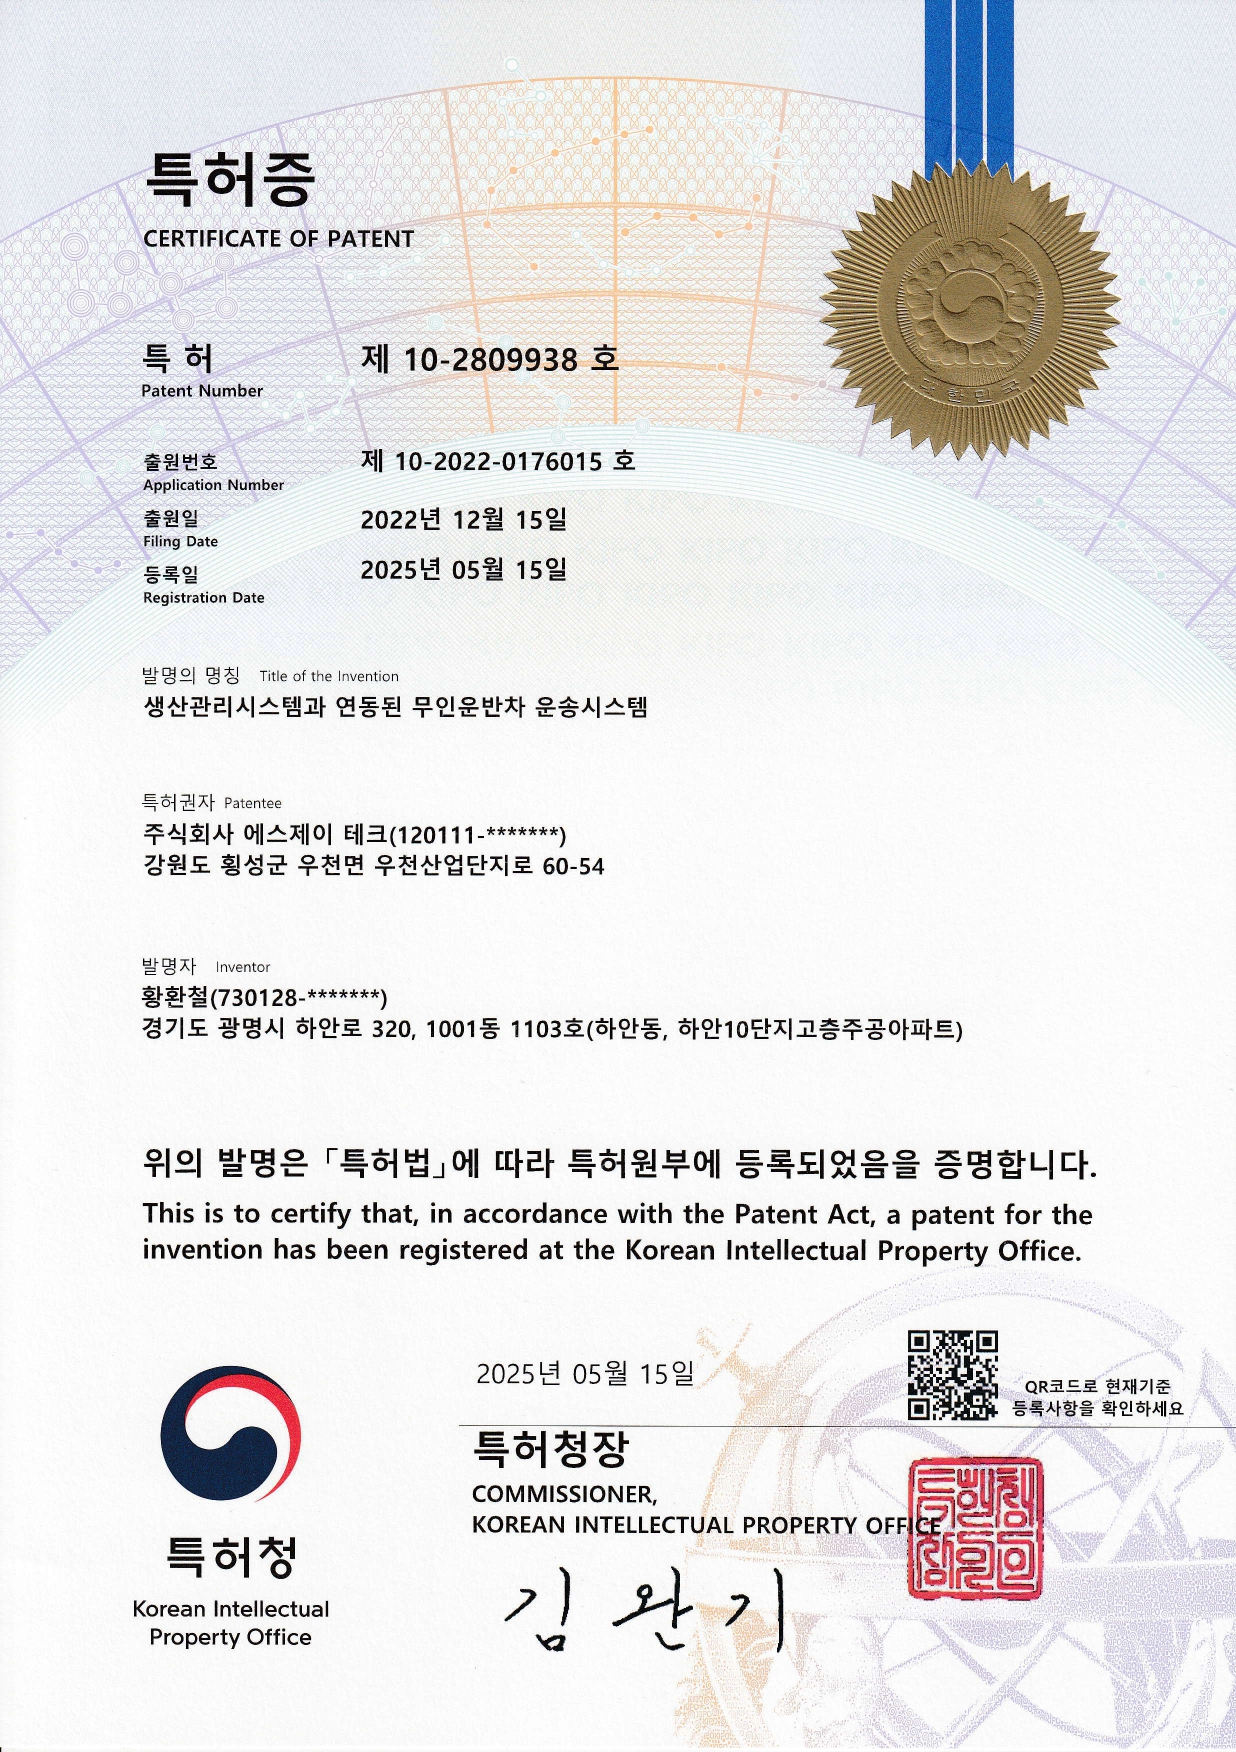 특허증
CERTIFICATE OF PATENT
대한민국
특 허 제 10-2809938 호
Patent Number
출원번호 제 10-2022-0176015 호
Application Number
출원일 2022년 12월 15일
Filing Date
등록일 2025년 05월 15일
Registration Date
발명의 명칭 Title of the Invention
생산관리시스템과 연동된 무인운반차 운송시스템
특허권자 Patentee
주식회사 에스제이 테크(120111-*******)
강원도 횡성군 우천면 우천산업단지로 60-54
발명자 Inventor
황환철(730128-*******)
경기도 광명시 하안로 320, 1001동 1103호(하안동, 하안10단지고층주공아파트)
위의 발명은 「특허법」에 따라 특허원부에 등록되었음을 증명합니다.
This is to certify that, in accordance with the Patent Act, a patent for the
invention has been registered at the Korean Intellectual Property Office.
2025년 05월 15일
QR코드로 현재기준
등록사항을 확인하세요
특허청장
COMMISSIONER,
KOREAN INTELLECTUAL PROPERTY OFFICE
김완기
특허청
Korean Intellectual
Property Office